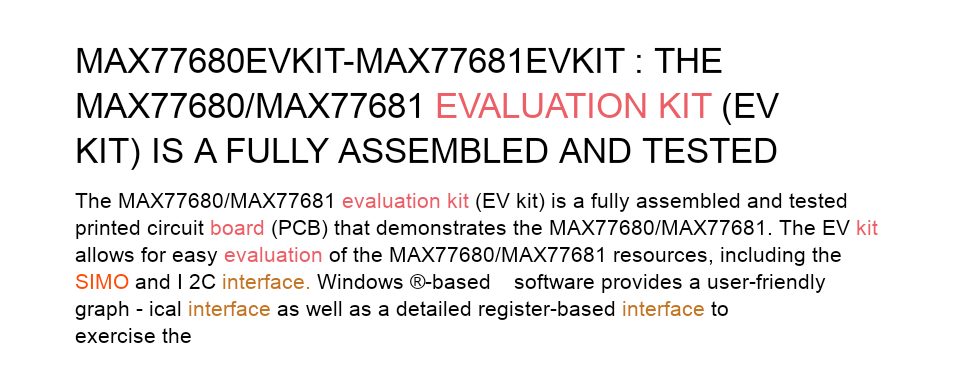 MAX77680EVKIT-MAX77681EVKIT : THE
MAX77680/MAX77681 EVALUATION KIT (EV
KIT) IS A FULLY ASSEMBLED AND TESTED
The MAX77680/MAX77681 evaluation kit (EV kit) is a fully assembled and tested
printed circuit board (PCB) that demonstrates the MAX77680/MAX77681. The EV kit
allows for easy evaluation of the MAX77680/MAX77681 resources, including the
SIMO and I 2C interface. Windows ®-based software provides a user-friendly
graph - ical interface as well as a detailed register-based interface to
exercise the